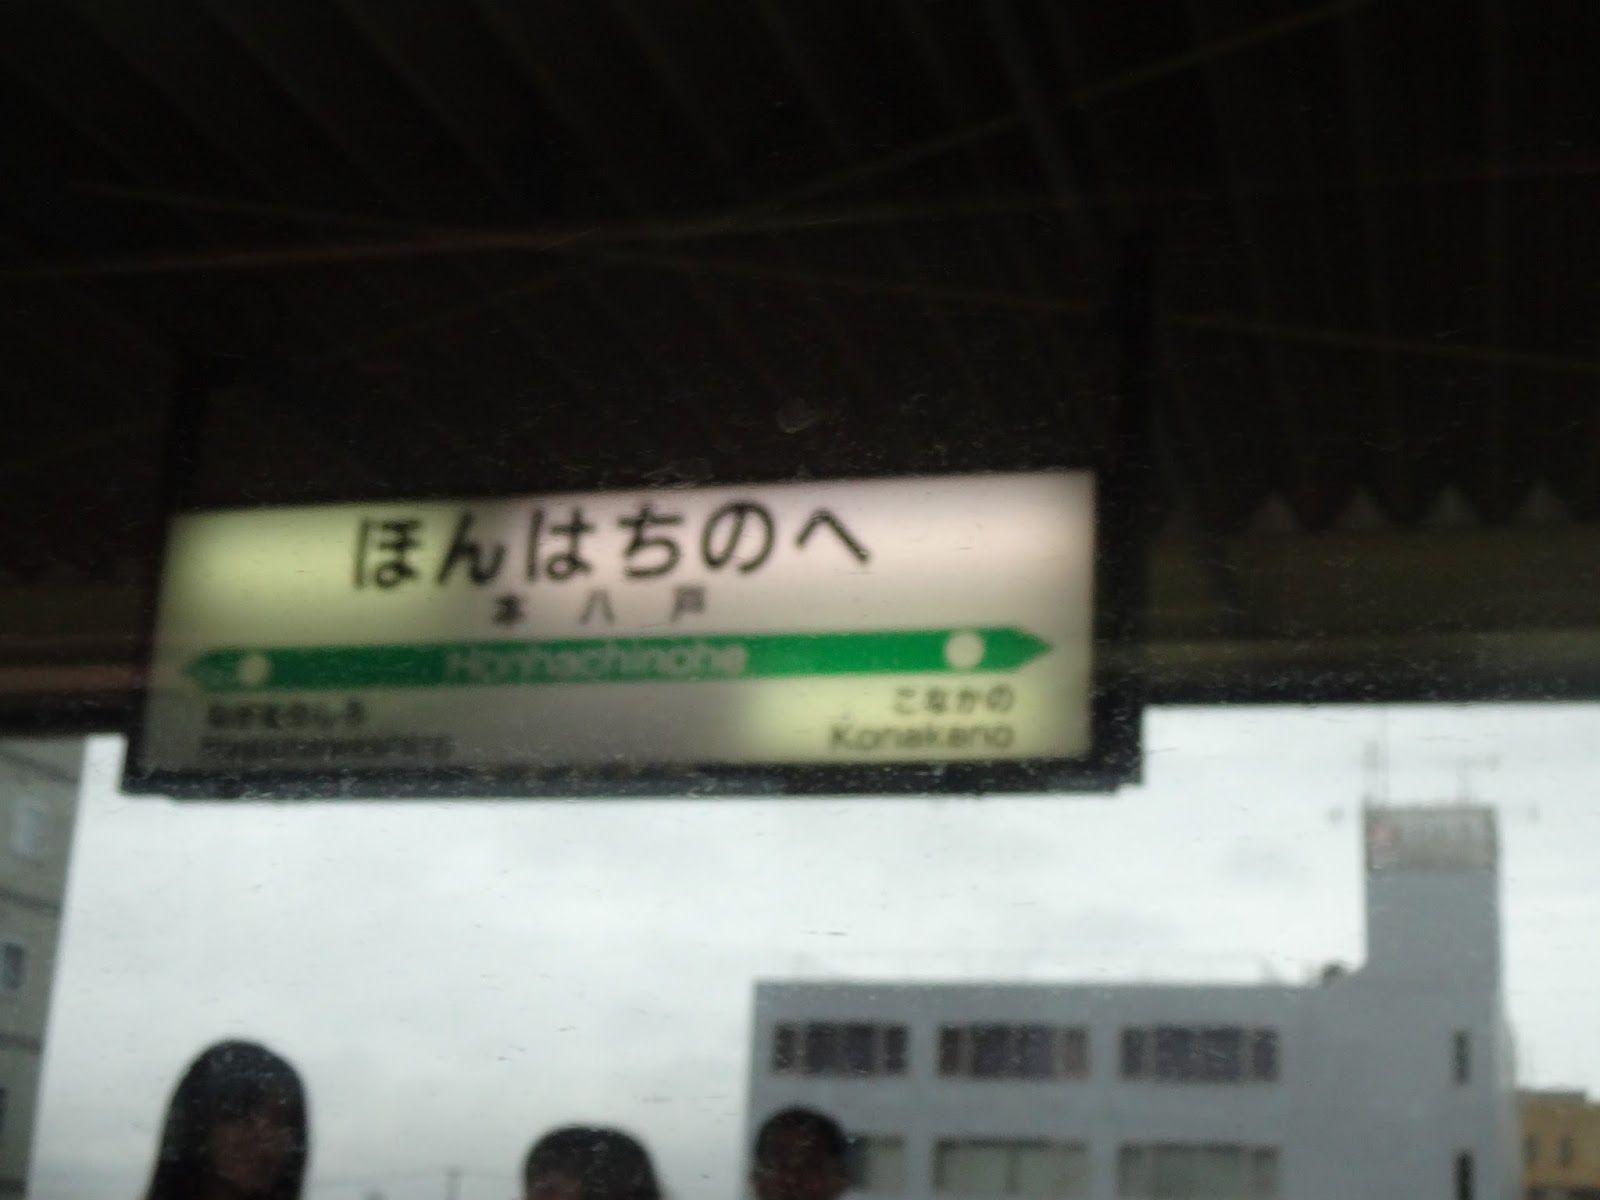 ほんはちのへ
本八戸
Honhachinohe
こなかの
Konakano